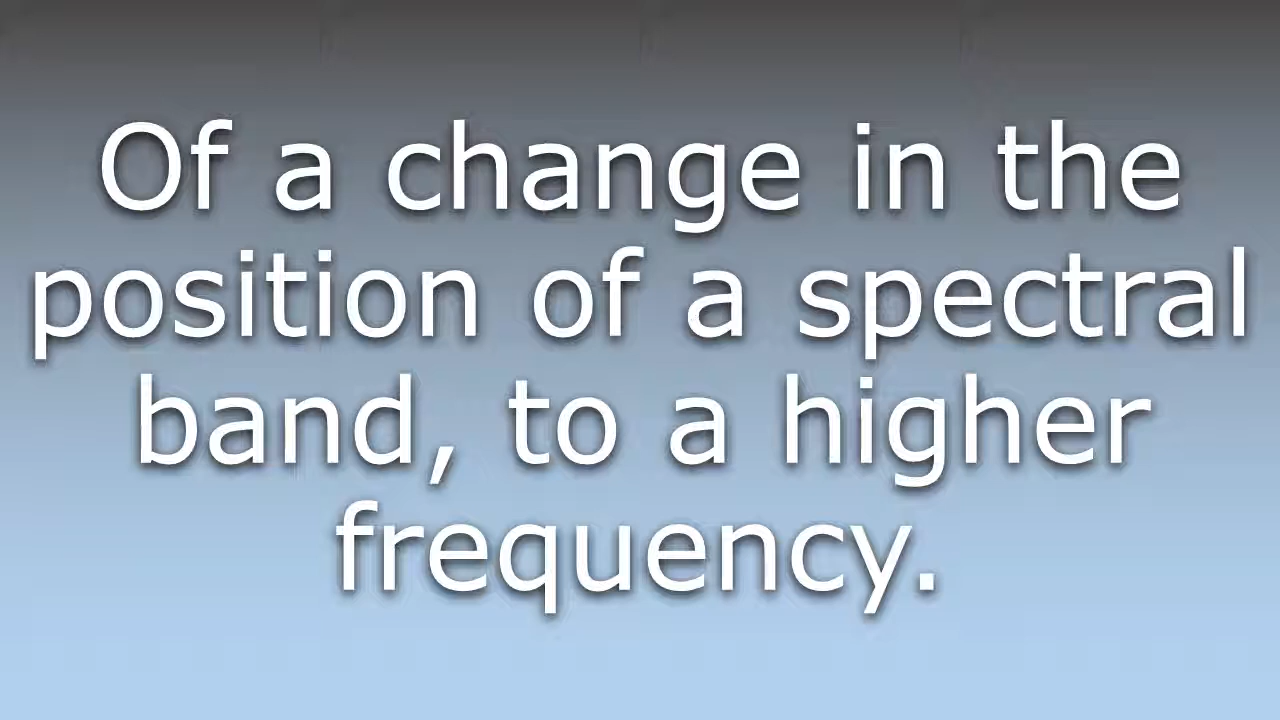 Of a change in the
position of a spectral
band, to a higher
frequency.